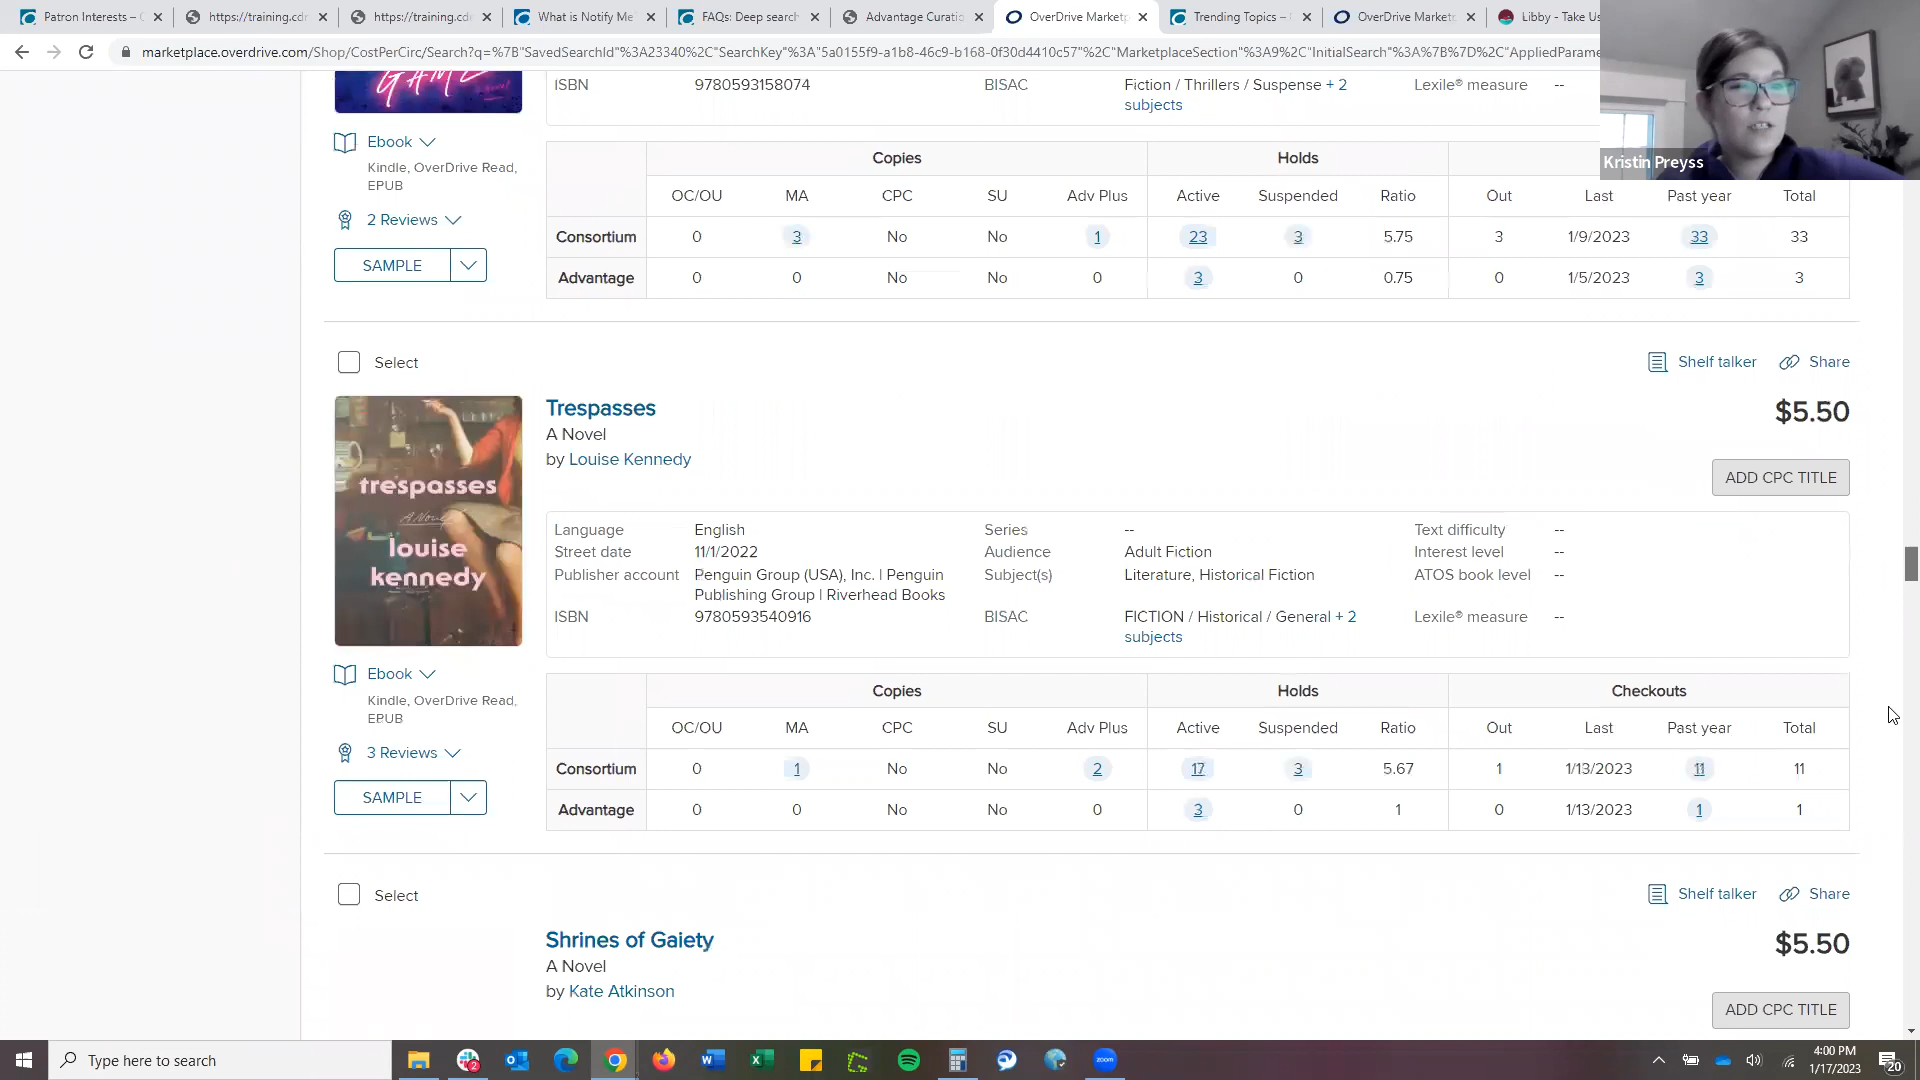 Patron Interests –
https://training.cdn
https://training.cde
What is Notify Me
FAQs: Deep search
Advantage Curatio
OverDrive Marketp
Trending Topics –
OverDrive Market
Libby - Take Us
marketplace.overdrive.com/Shop/CostPerCirc/Search?q=%7B"SavedSearchId"%3A23340%2C"SearchKey"%3A"5a0155f9-a1b8-46c9-b168-0f30d4410c57"%2C"MarketplaceSection"%3A9%2C"InitialSearch"%3A%7B%7D%2C"AppliedParame
GAME
A NOVEL
ISBN 9780593158074 BISAC Fiction / Thrillers / Suspense + 2 subjects Lexile® measure --
Kristin Preyss
Ebook
Kindle, OverDrive Read,
EPUB
2 Reviews
SAMPLE
Copies Holds
OC/OU MA CPC SU Adv Plus Active Suspended Ratio Out Last Past year Total
Consortium 0 3 No No 1 23 3 5.75 3 1/9/2023 33 33
Advantage 0 0 No No 0 3 0 0.75 0 1/5/2023 3 3
Select
Shelf talker Share
Trespasses
$5.50
A Novel
by Louise Kennedy
ADD CPC TITLE
trespasses
A Novel
louise
kennedy
Language English Series -- Text difficulty --
Street date 11/1/2022 Audience Adult Fiction Interest level --
Publisher account Penguin Group (USA), Inc. | Penguin Subject(s) Literature, Historical Fiction ATOS book level --
Publishing Group | Riverhead Books
ISBN 9780593540916 BISAC FICTION / Historical / General + 2 Lexile® measure --
subjects
Ebook
Kindle, OverDrive Read,
EPUB
3 Reviews
SAMPLE
Copies Holds Checkouts
OC/OU MA CPC SU Adv Plus Active Suspended Ratio Out Last Past year Total
Consortium 0 1 No No 2 17 3 5.67 1 1/13/2023 11 11
Advantage 0 0 No No 0 3 0 1 0 1/13/2023 1 1
Select
Shelf talker Share
Shrines of Gaiety
$5.50
A Novel
by Kate Atkinson
ADD CPC TITLE
Type here to search
2
zoom
4:00 PM
1/17/2023
20